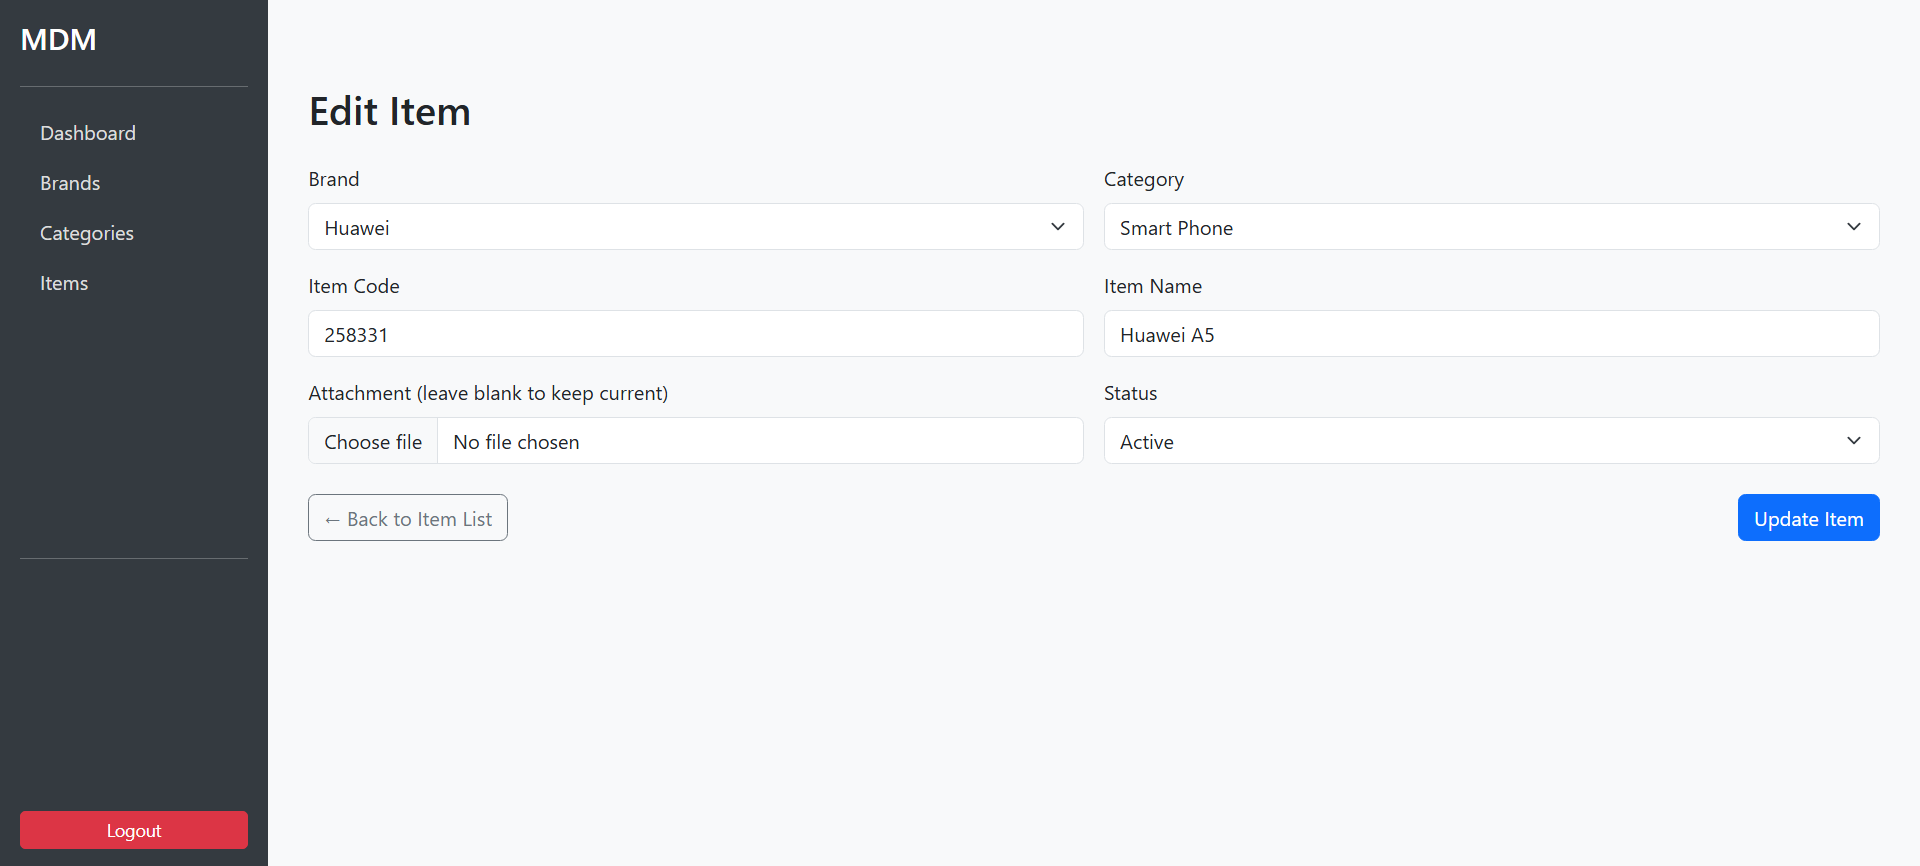 MDM
Dashboard
Brands
Categories
Items
Logout
Edit Item
Brand
Category
Huawei
Smart Phone
Item Code
Item Name
258331
Huawei A5
Attachment (leave blank to keep current)
Status
Choose file No file chosen
Active
← Back to Item List
Update Item